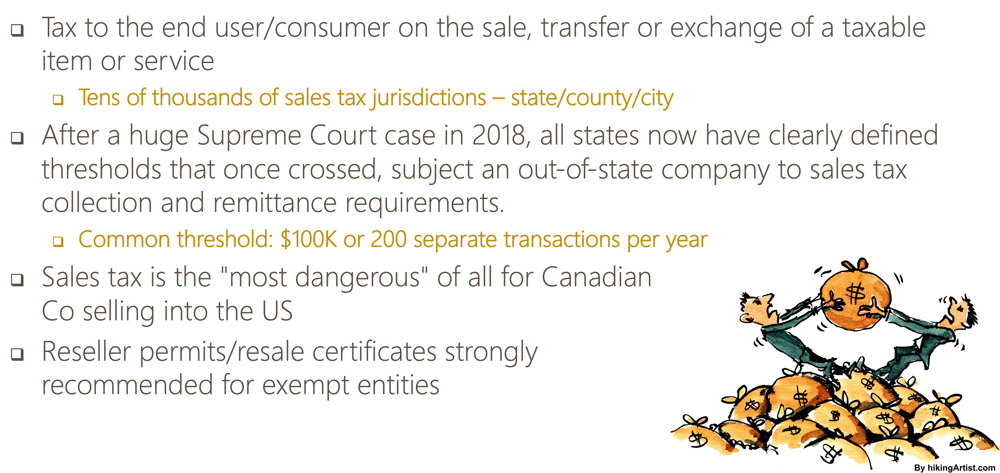 Tax to the end user/consumer on the sale, transfer or exchange of a taxable
item or service
Tens of thousands of sales tax jurisdictions – state/county/city
After a huge Supreme Court case in 2018, all states now have clearly defined
thresholds that once crossed, subject an out-of-state company to sales tax
collection and remittance requirements.
Common threshold: $100K or 200 separate transactions per year
Sales tax is the "most dangerous" of all for Canadian
Co selling into the US
Reseller permits/resale certificates strongly
recommended for exempt entities
$
$
$
$
$
$
$
$
$
$
$
$
$
$
By hikingArtist.com